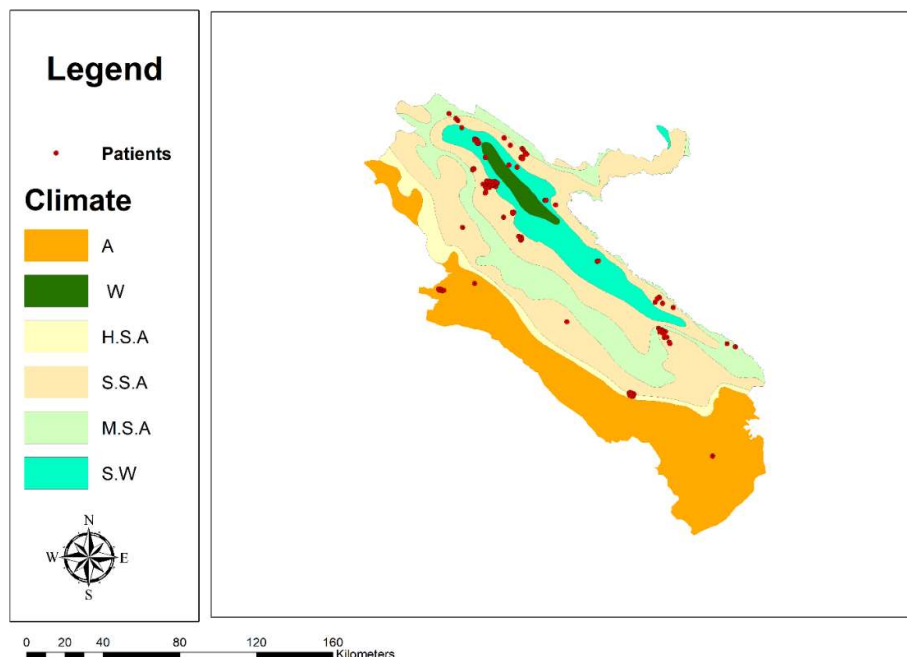 Legend
Patients
Climate
A
W
H.S.A
S.S.A
M.S.A
S.W
N
W E
S
0 20 40 80 120 160
Kilometers